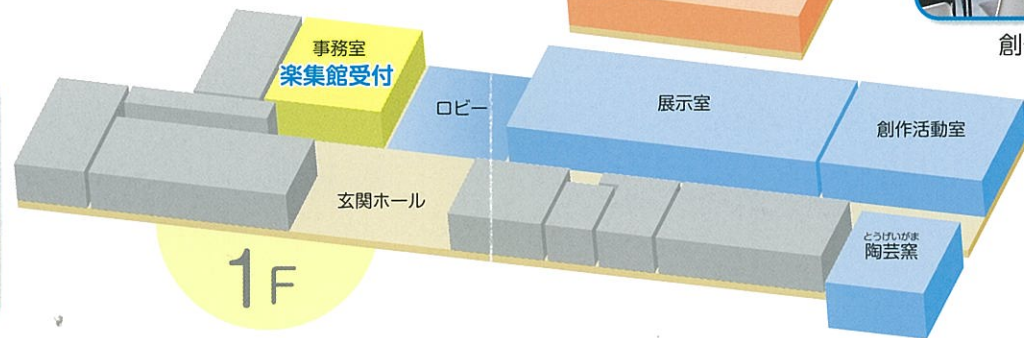 創
事務室
楽集館受付
ロビー
展示室
創作活動室
玄関ホール
とうげいがま
陶芸窯
1F